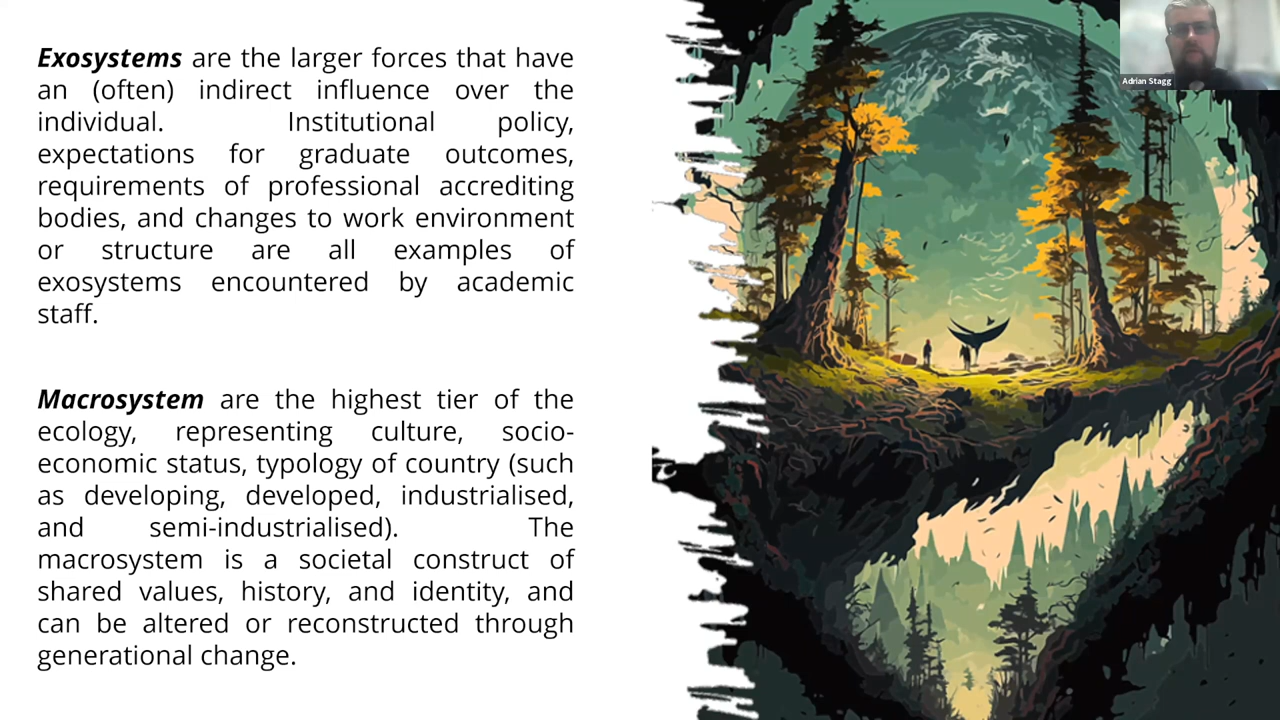 Exosystems are the larger forces that have
an (often) indirect influence over the
individual. Institutional policy,
expectations for graduate outcomes,
requirements of professional accrediting
bodies, and changes to work environment
or structure are all examples of
exosystems encountered by academic
staff.
Macrosystem are the highest tier of the
ecology, representing culture, socio-
economic status, typology of country (such
as developing, developed, industrialised,
and semi-industrialised). The
macrosystem is a societal construct of
shared values, history, and identity, and
can be altered or reconstructed through
generational change.
Adrian Stagg